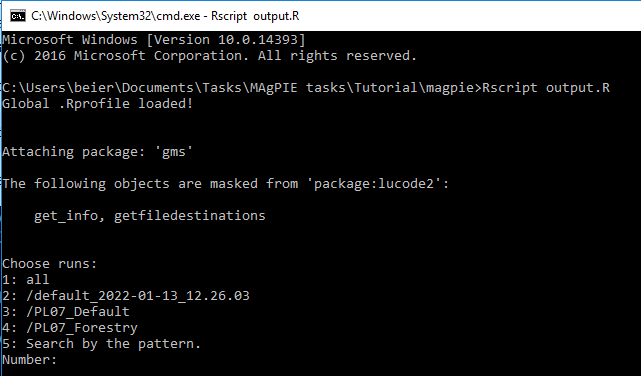 C:\Windows\System32\cmd.exe - Rscript  output.R
Microsoft Windows [Version 10.0.14393]
(c) 2016 Microsoft Corporation. All rights reserved.
C:\Users\beier\Documents\Tasks\MAgPIE tasks\Tutorial\magpie>Rscript output.R
Global .Rprofile loaded!
Attaching package: 'gms'
The following objects are masked from 'package:lucode2':
    get_info, getfiledestinations
Choose runs:
1: all
2: /default_2022-01-13_12.26.03
3: /PL07_Default
4: /PL07_Forestry
5: Search by the pattern.
Number: